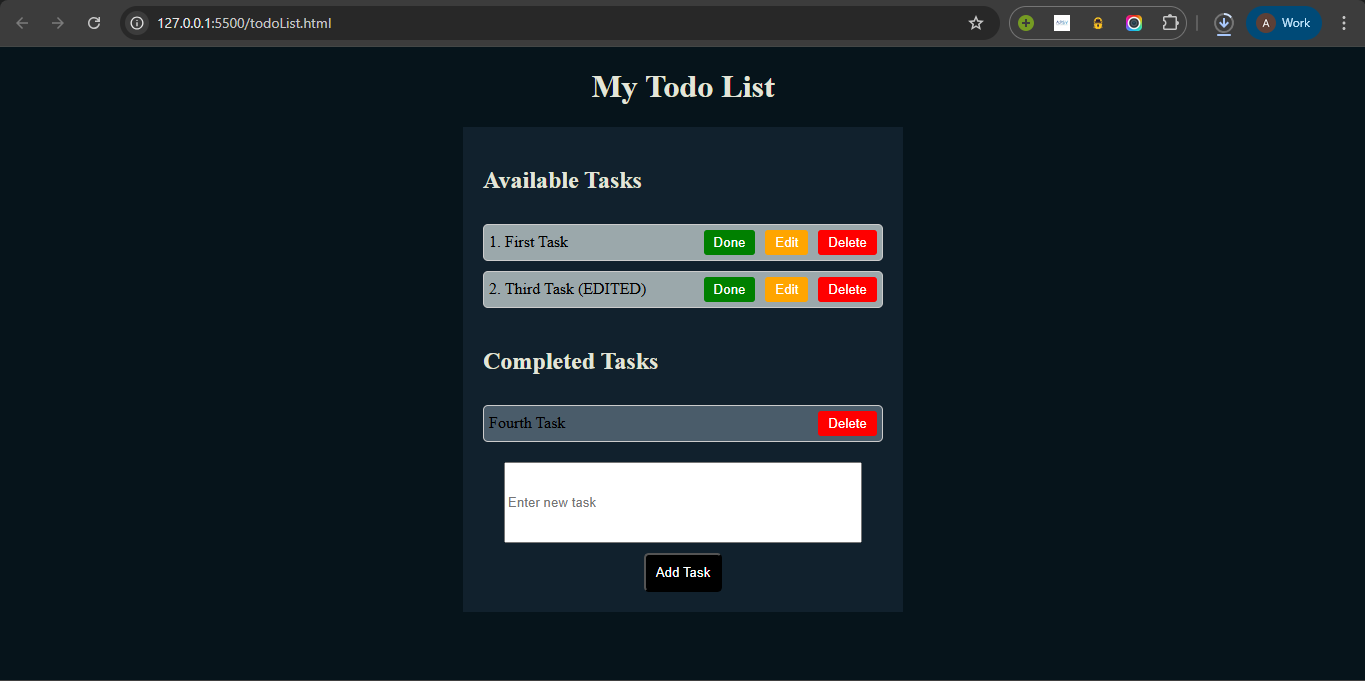 127.0.0.1:5500/todoList.html
A Work
My Todo List
Available Tasks
1. First Task Done Edit Delete
2. Third Task (EDITED) Done Edit Delete
Completed Tasks
Fourth Task Delete
Enter new task
Add Task